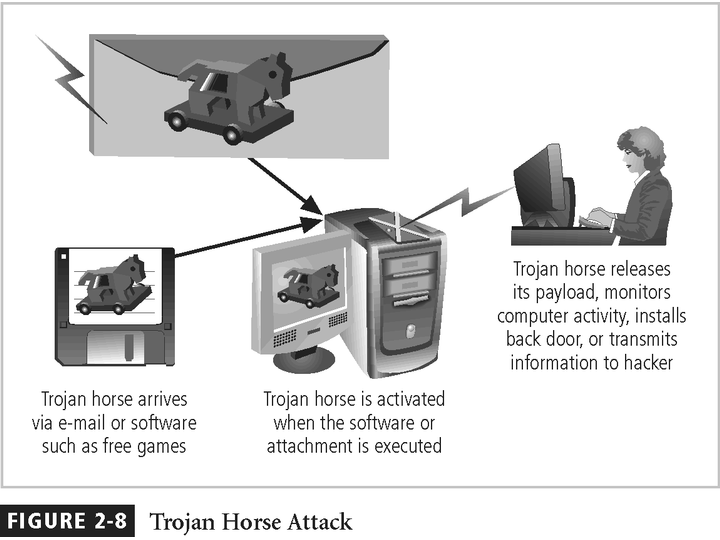 Trojan horse releases
its payload, monitors
computer activity, installs
back door, or transmits
information to hacker
Trojan horse arrives
via e-mail or software
such as free games
Trojan horse is activated
when the software or
attachment is executed
FIGURE 2-8 Trojan Horse Attack